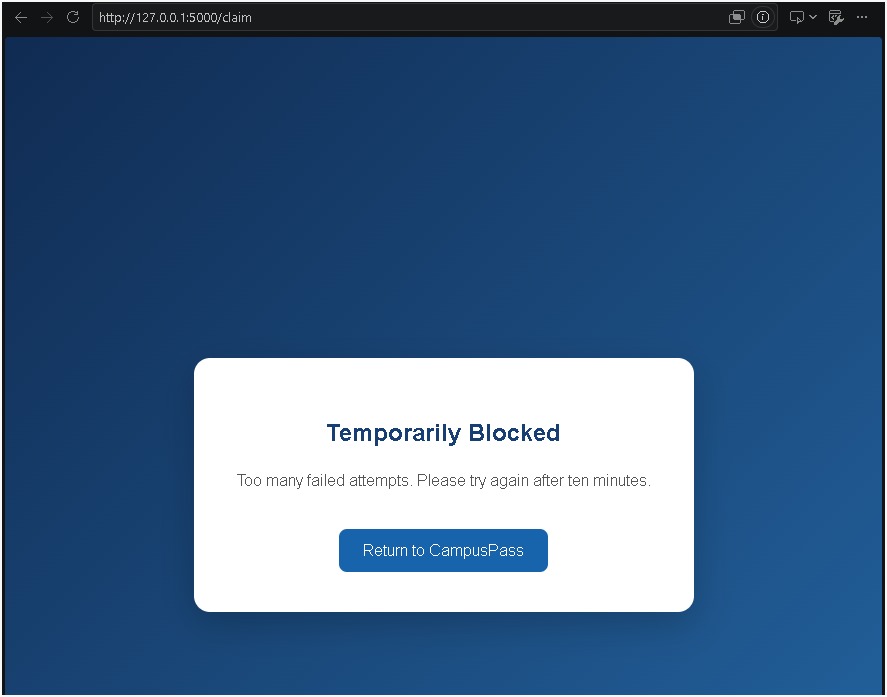 http://127.0.0.1:5000/claim
Temporarily Blocked
Too many failed attempts. Please try again after ten minutes.
Return to CampusPass